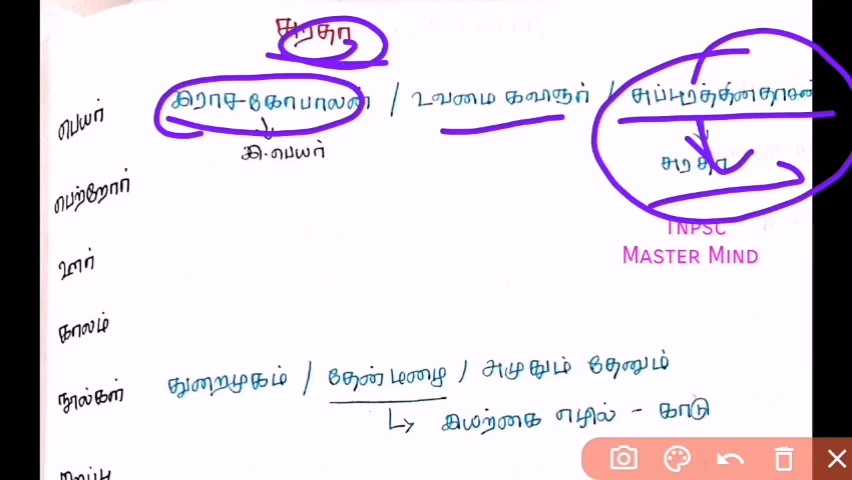 சுரதா
பெயர் இராசகோபாலன் / உவமை கவிஞர் / சுப்புரத்தினதாசன்
இ.பெயர் சுரதா
பெற்றோர்
TNPSC
MASTER MIND
ஊர்
காலம்
நூல்கள் துறைமுகம் / தேன்மழை / அமுதும் தேனும்
இயற்கை எழில் - காடு
சிறப்பு